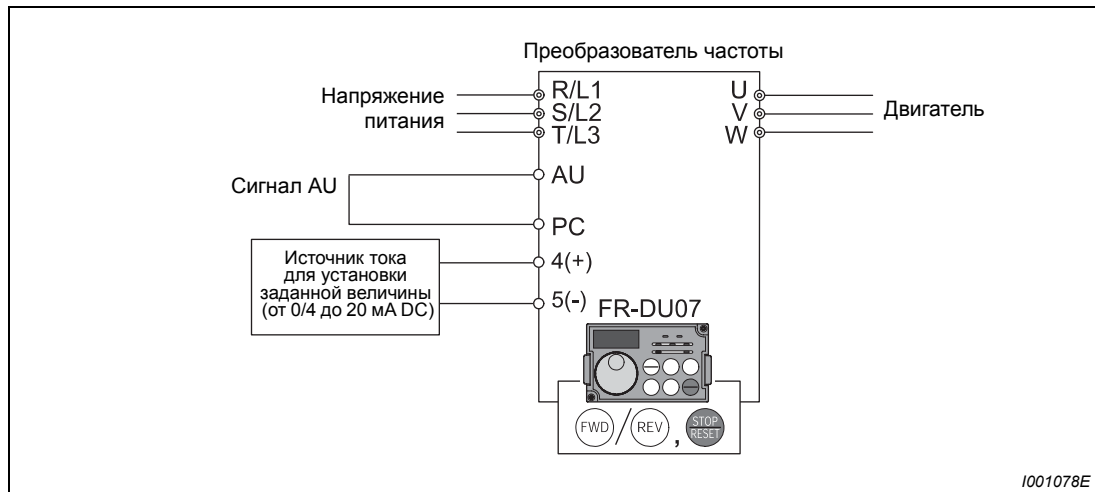 Преобразователь частоты
Напряжение
питания
R/L1
S/L2
T/L3
U
V
W
Двигатель
Сигнал AU
AU
PC
Источник тока
для установки
заданной величины
(от 0/4 до 20 мА DC)
4(+)
5(-)
FR-DU07
FWD / REV , STOP
RESET
I001078E